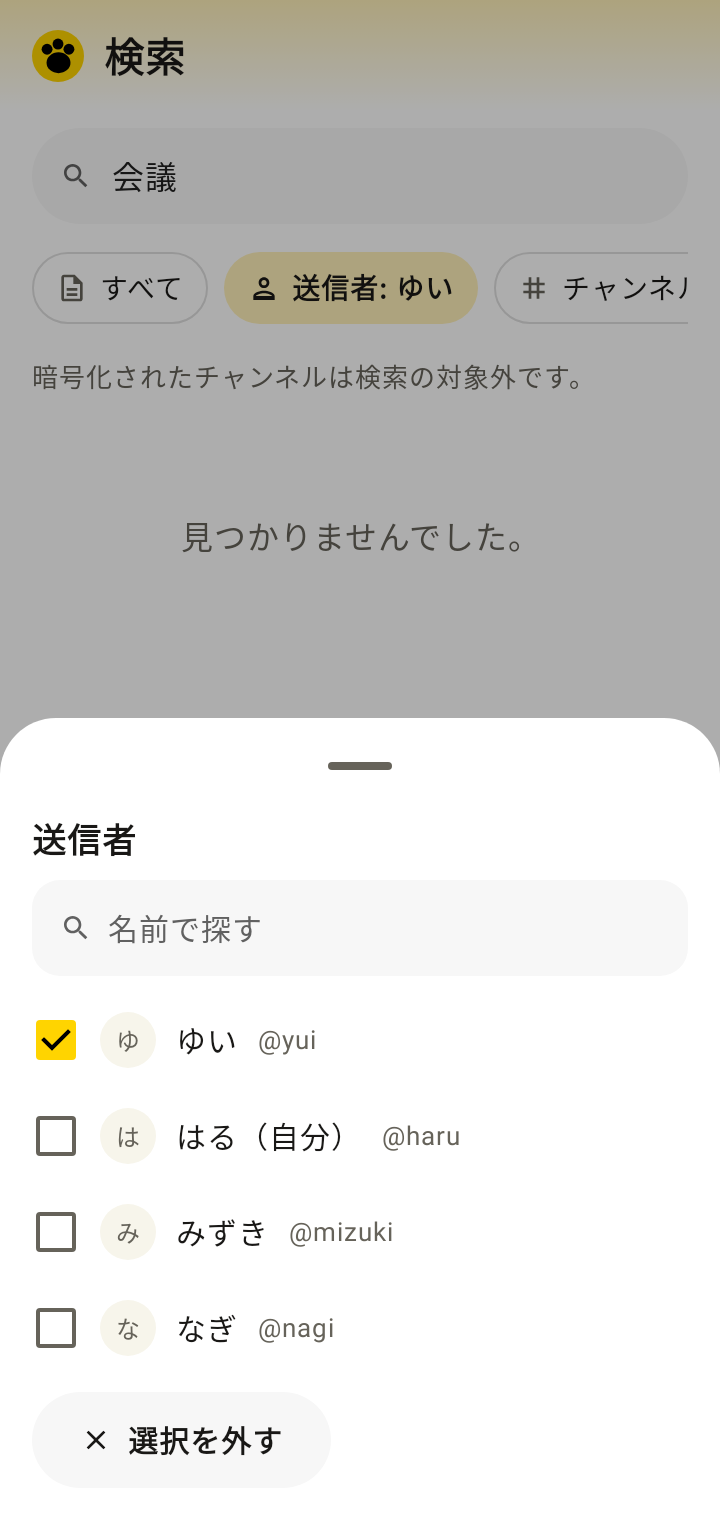 検索
会議
すべて
送信者: ゆい
チャンネル
暗号化されたチャンネルは検索の対象外です。
見つかりませんでした。
送信者
名前で探す
ゆ ゆい @yui
は はる（自分） @haru
み みずき @mizuki
な なぎ @nagi
選択を外す